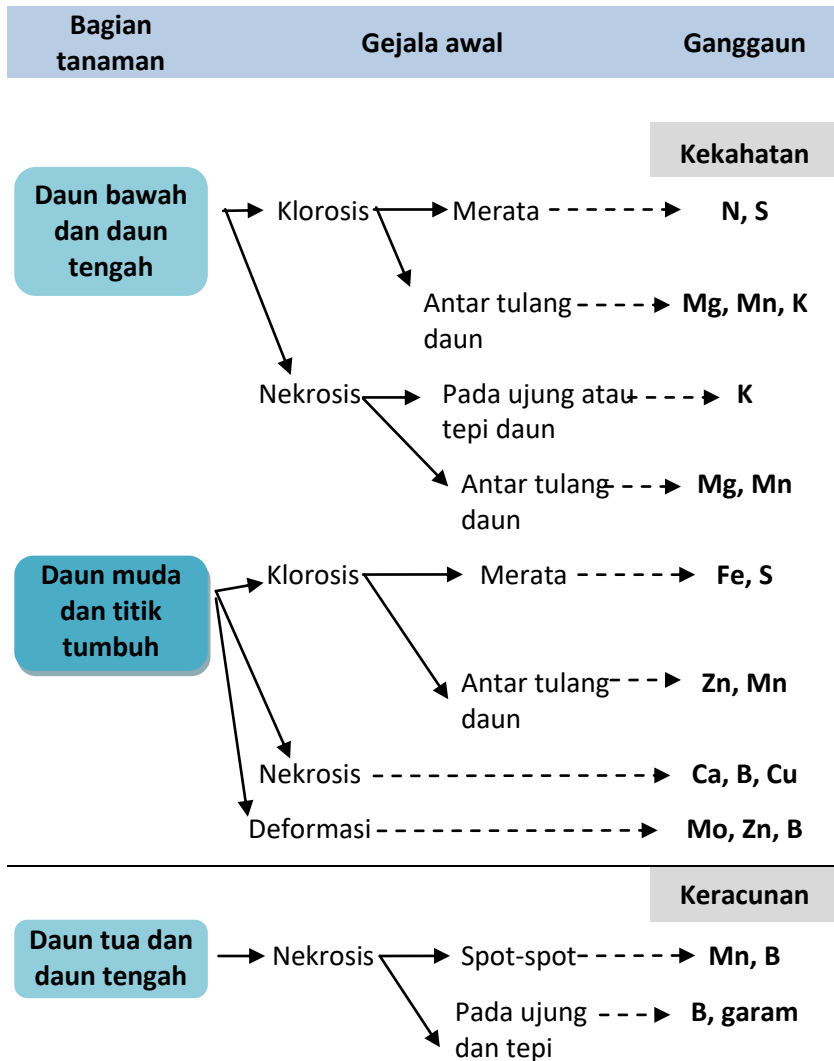 Bagian
tanaman
Gejala awal
Ganggaun
Kekahatan
Daun bawah
dan daun
tengah
Klorosis
Merata
N, S
Antar tulang
daun
Mg, Mn, K
Nekrosis
Pada ujung atau
tepi daun
K
Antar tulang
daun
Mg, Mn
Daun muda
dan titik
tumbuh
Klorosis
Merata
Fe, S
Antar tulang
daun
Zn, Mn
Nekrosis
Ca, B, Cu
Deformasi
Mo, Zn, B
Keracunan
Daun tua dan
daun tengah
Nekrosis
Spot-spot
Mn, B
Pada ujung
dan tepi
B, garam